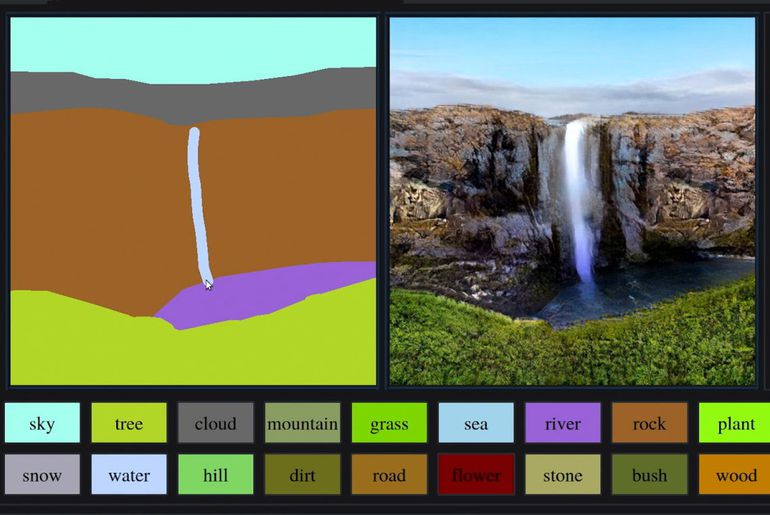 sky tree cloud mountain grass sea river rock plant
snow water hill dirt road flower stone bush wood